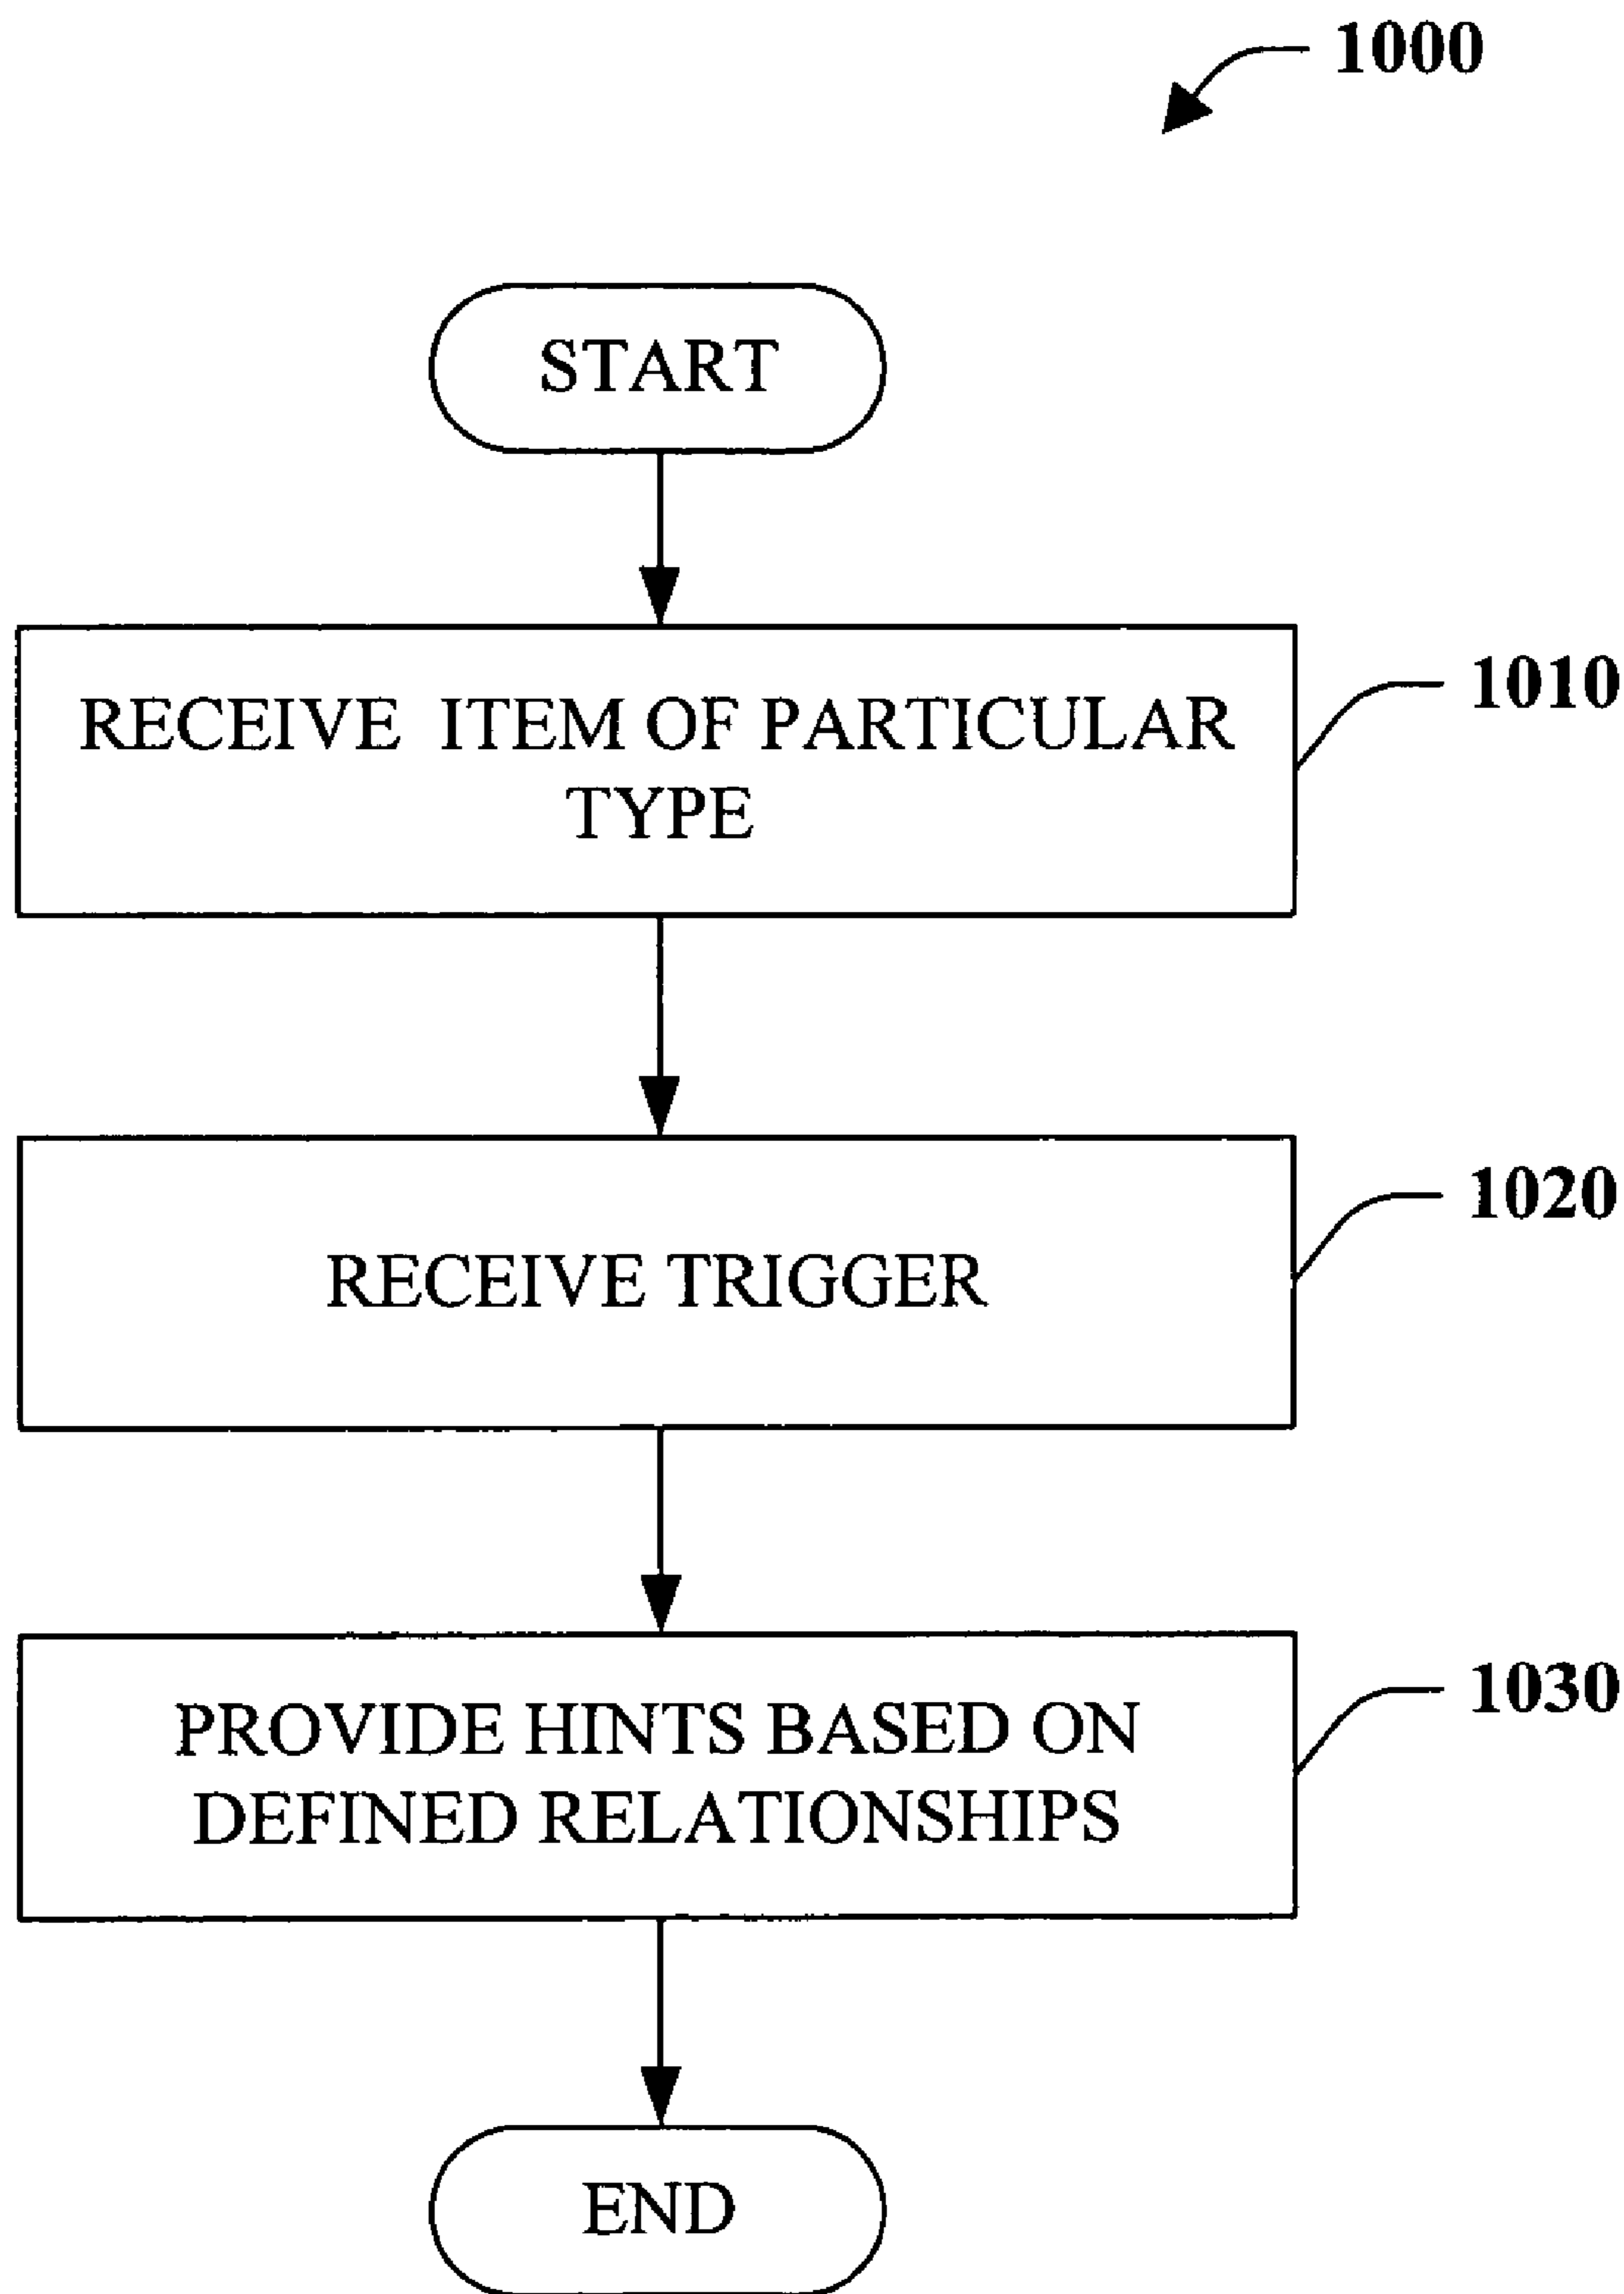 1000
START
RECEIVE ITEM OF PARTICULAR
TYPE
1010
RECEIVE TRIGGER
1020
PROVIDE HINTS BASED ON
DEFINED RELATIONSHIPS
1030
END